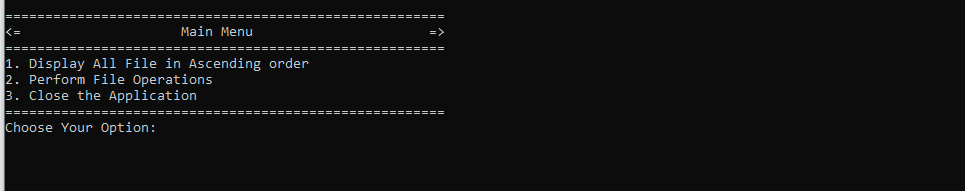 =======================================================
<=                    Main Menu                      =>
=======================================================
1. Display All File in Ascending order
2. Perform File Operations
3. Close the Application
=======================================================
Choose Your Option: